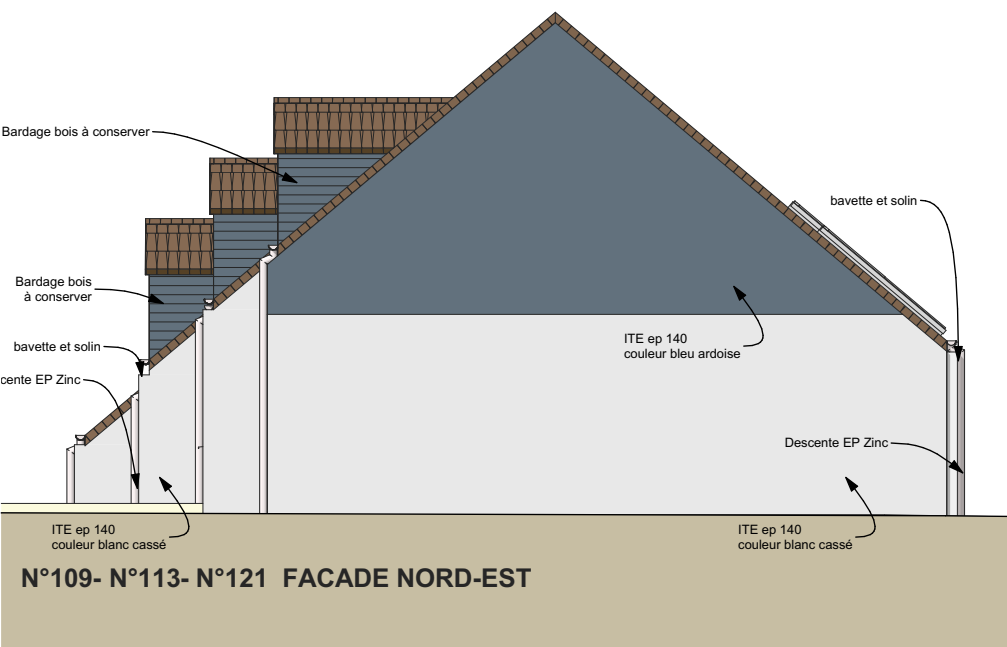 Bardage bois à conserver
bavette et solin
Bardage bois
à conserver
bavette et solin
ITE ep 140
couleur bleu ardoise
cente EP Zinc
Descente EP Zinc
ITE ep 140
couleur blanc cassé
ITE ep 140
couleur blanc cassé
N°109- N°113- N°121 FACADE NORD-EST